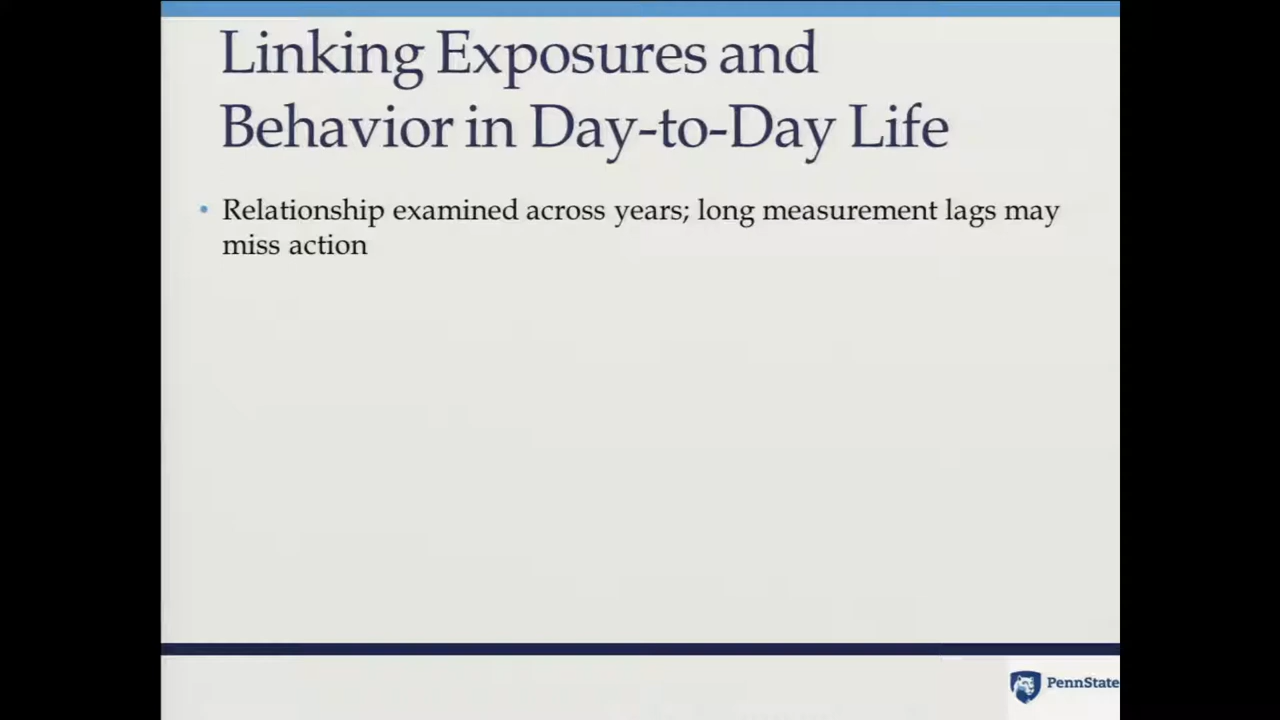 Linking Exposures and
Behavior in Day-to-Day Life
• Relationship examined across years; long measurement lags may
miss action
PennState